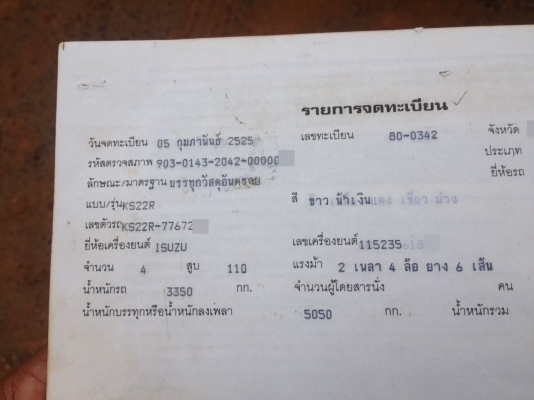 รายการจดทะเบียน
วันจดทะเบียน 05 กุมภาพันธ์ 2525 เลขทะเบียน 80-0342 จังหวัด
รหัสตรวจสภาพ 903-0143-2042-00000 ประเภท
ลักษณะ/มาตรฐาน บรรทุกวัสดุอันตราย ยี่ห้อรถ
แบบ/รุ่น KS22R สี ขาว น้ำเงิน แดง เขียว ม่วง
เลขตัวรถ KS22R-77672
ยี่ห้อเครื่องยนต์ ISUZU เลขเครื่องยนต์ 115235
จำนวน 4 สูบ 110 แรงม้า 2 เพลา 4 ล้อ ยาง 6 เส้น
น้ำหนักรถ 3350 กก. จำนวนผู้โดยสารนั่ง คน
น้ำหนักบรรทุกหรือน้ำหนักลงเพลา 5050 กก. น้ำหนักรวม